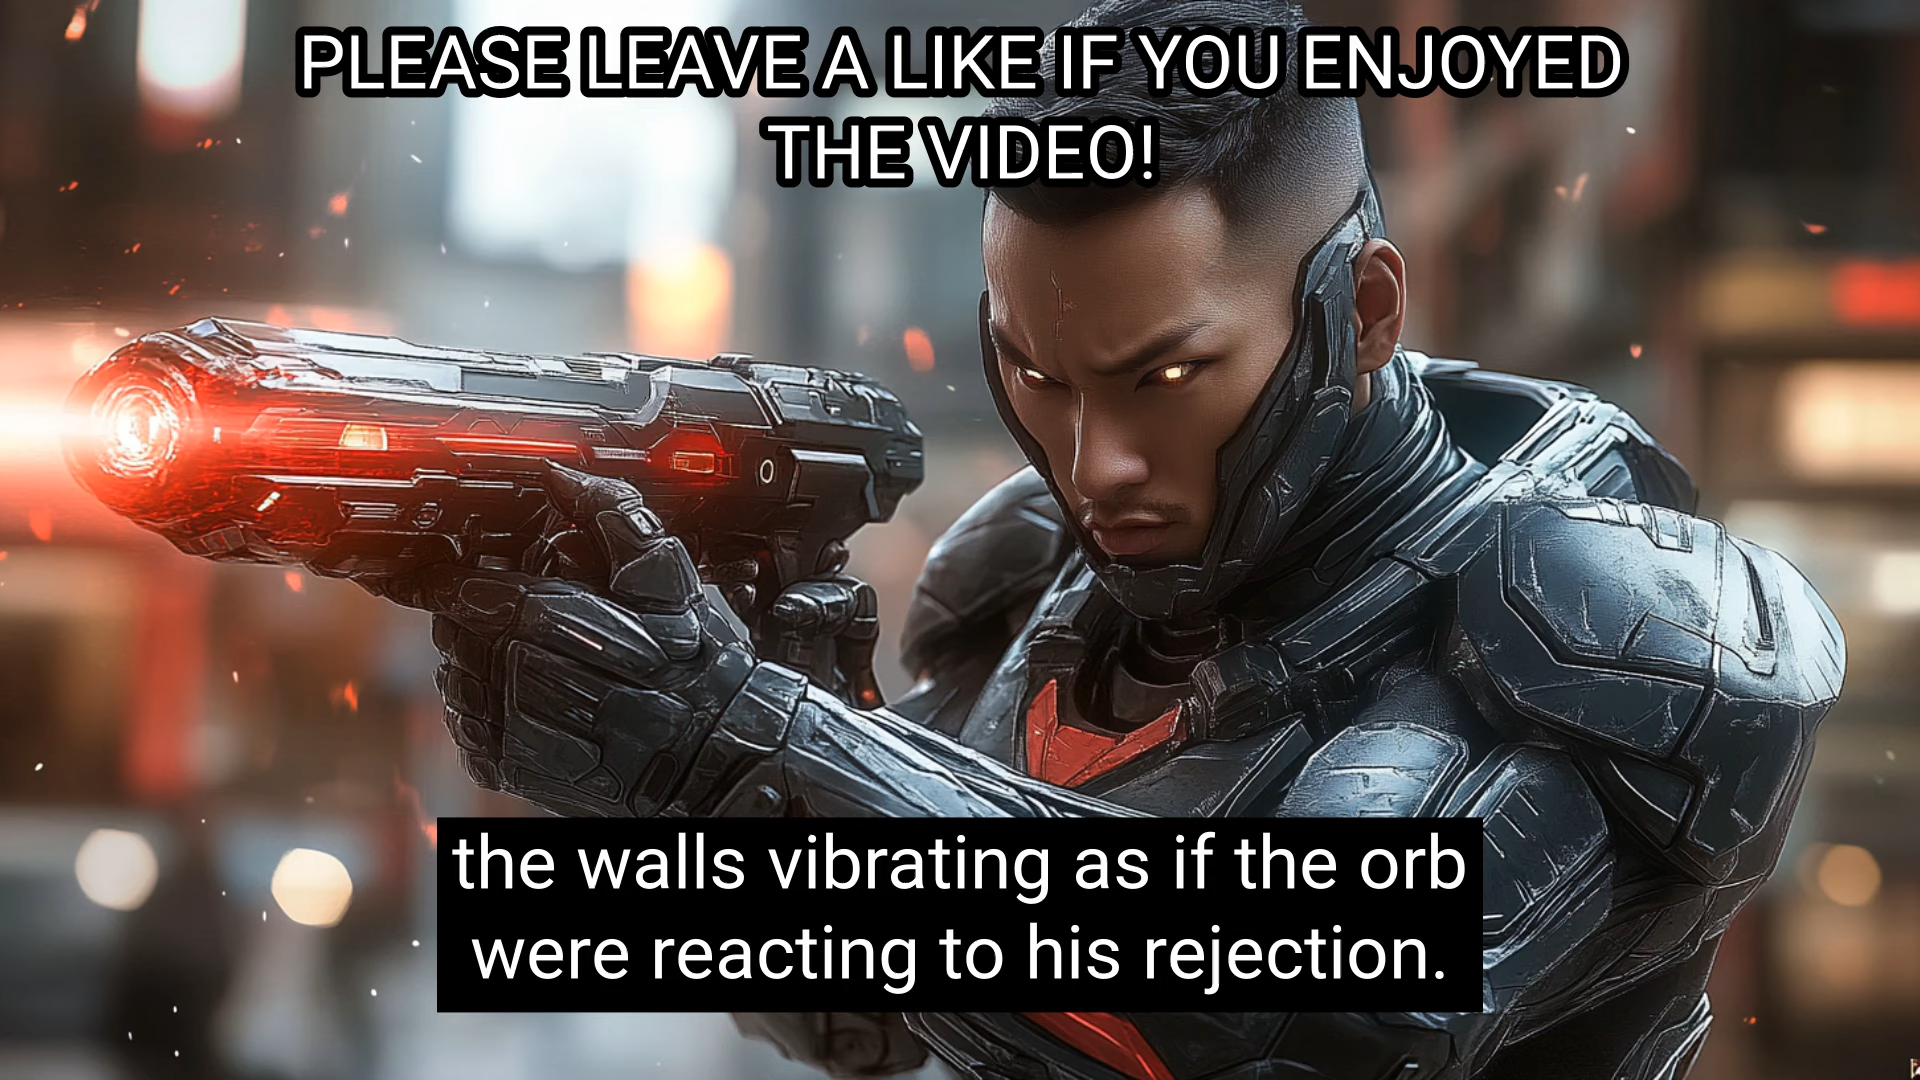 PLEASE LEAVE A LIKE IF YOU ENJOYED
THE VIDEO!
the walls vibrating as if the orb
were reacting to his rejection.